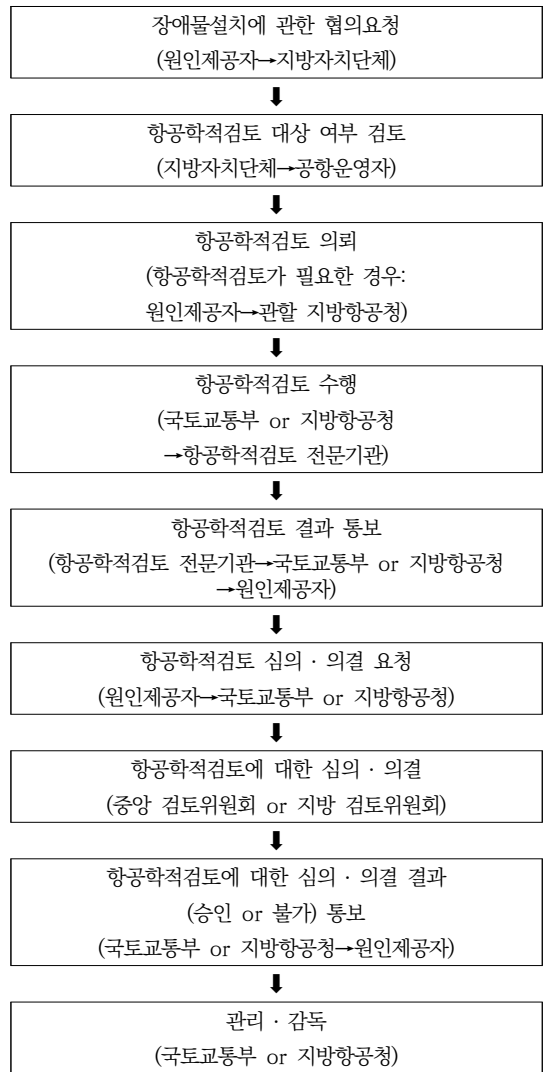 장애물설치에 관한 협의요청
(원인제공자→지방자치단체)
항공학적검토 대상 여부 검토
(지방자치단체→공항운영자)
항공학적검토 의뢰
(항공학적검토가 필요한 경우:
원인제공자→관할 지방항공청)
항공학적검토 수행
(국토교통부 or 지방항공청
→항공학적검토 전문기관)
항공학적검토 결과 통보
(항공학적검토 전문기관→국토교통부 or 지방항공청
→원인제공자)
항공학적검토 심의 · 의결 요청
(원인제공자→국토교통부 or 지방항공청)
항공학적검토에 대한 심의 · 의결
(중앙 검토위원회 or 지방 검토위원회)
항공학적검토에 대한 심의 · 의결 결과
(승인 or 불가) 통보
(국토교통부 or 지방항공청→원인제공자)
관리 · 감독
(국토교통부 or 지방항공청)